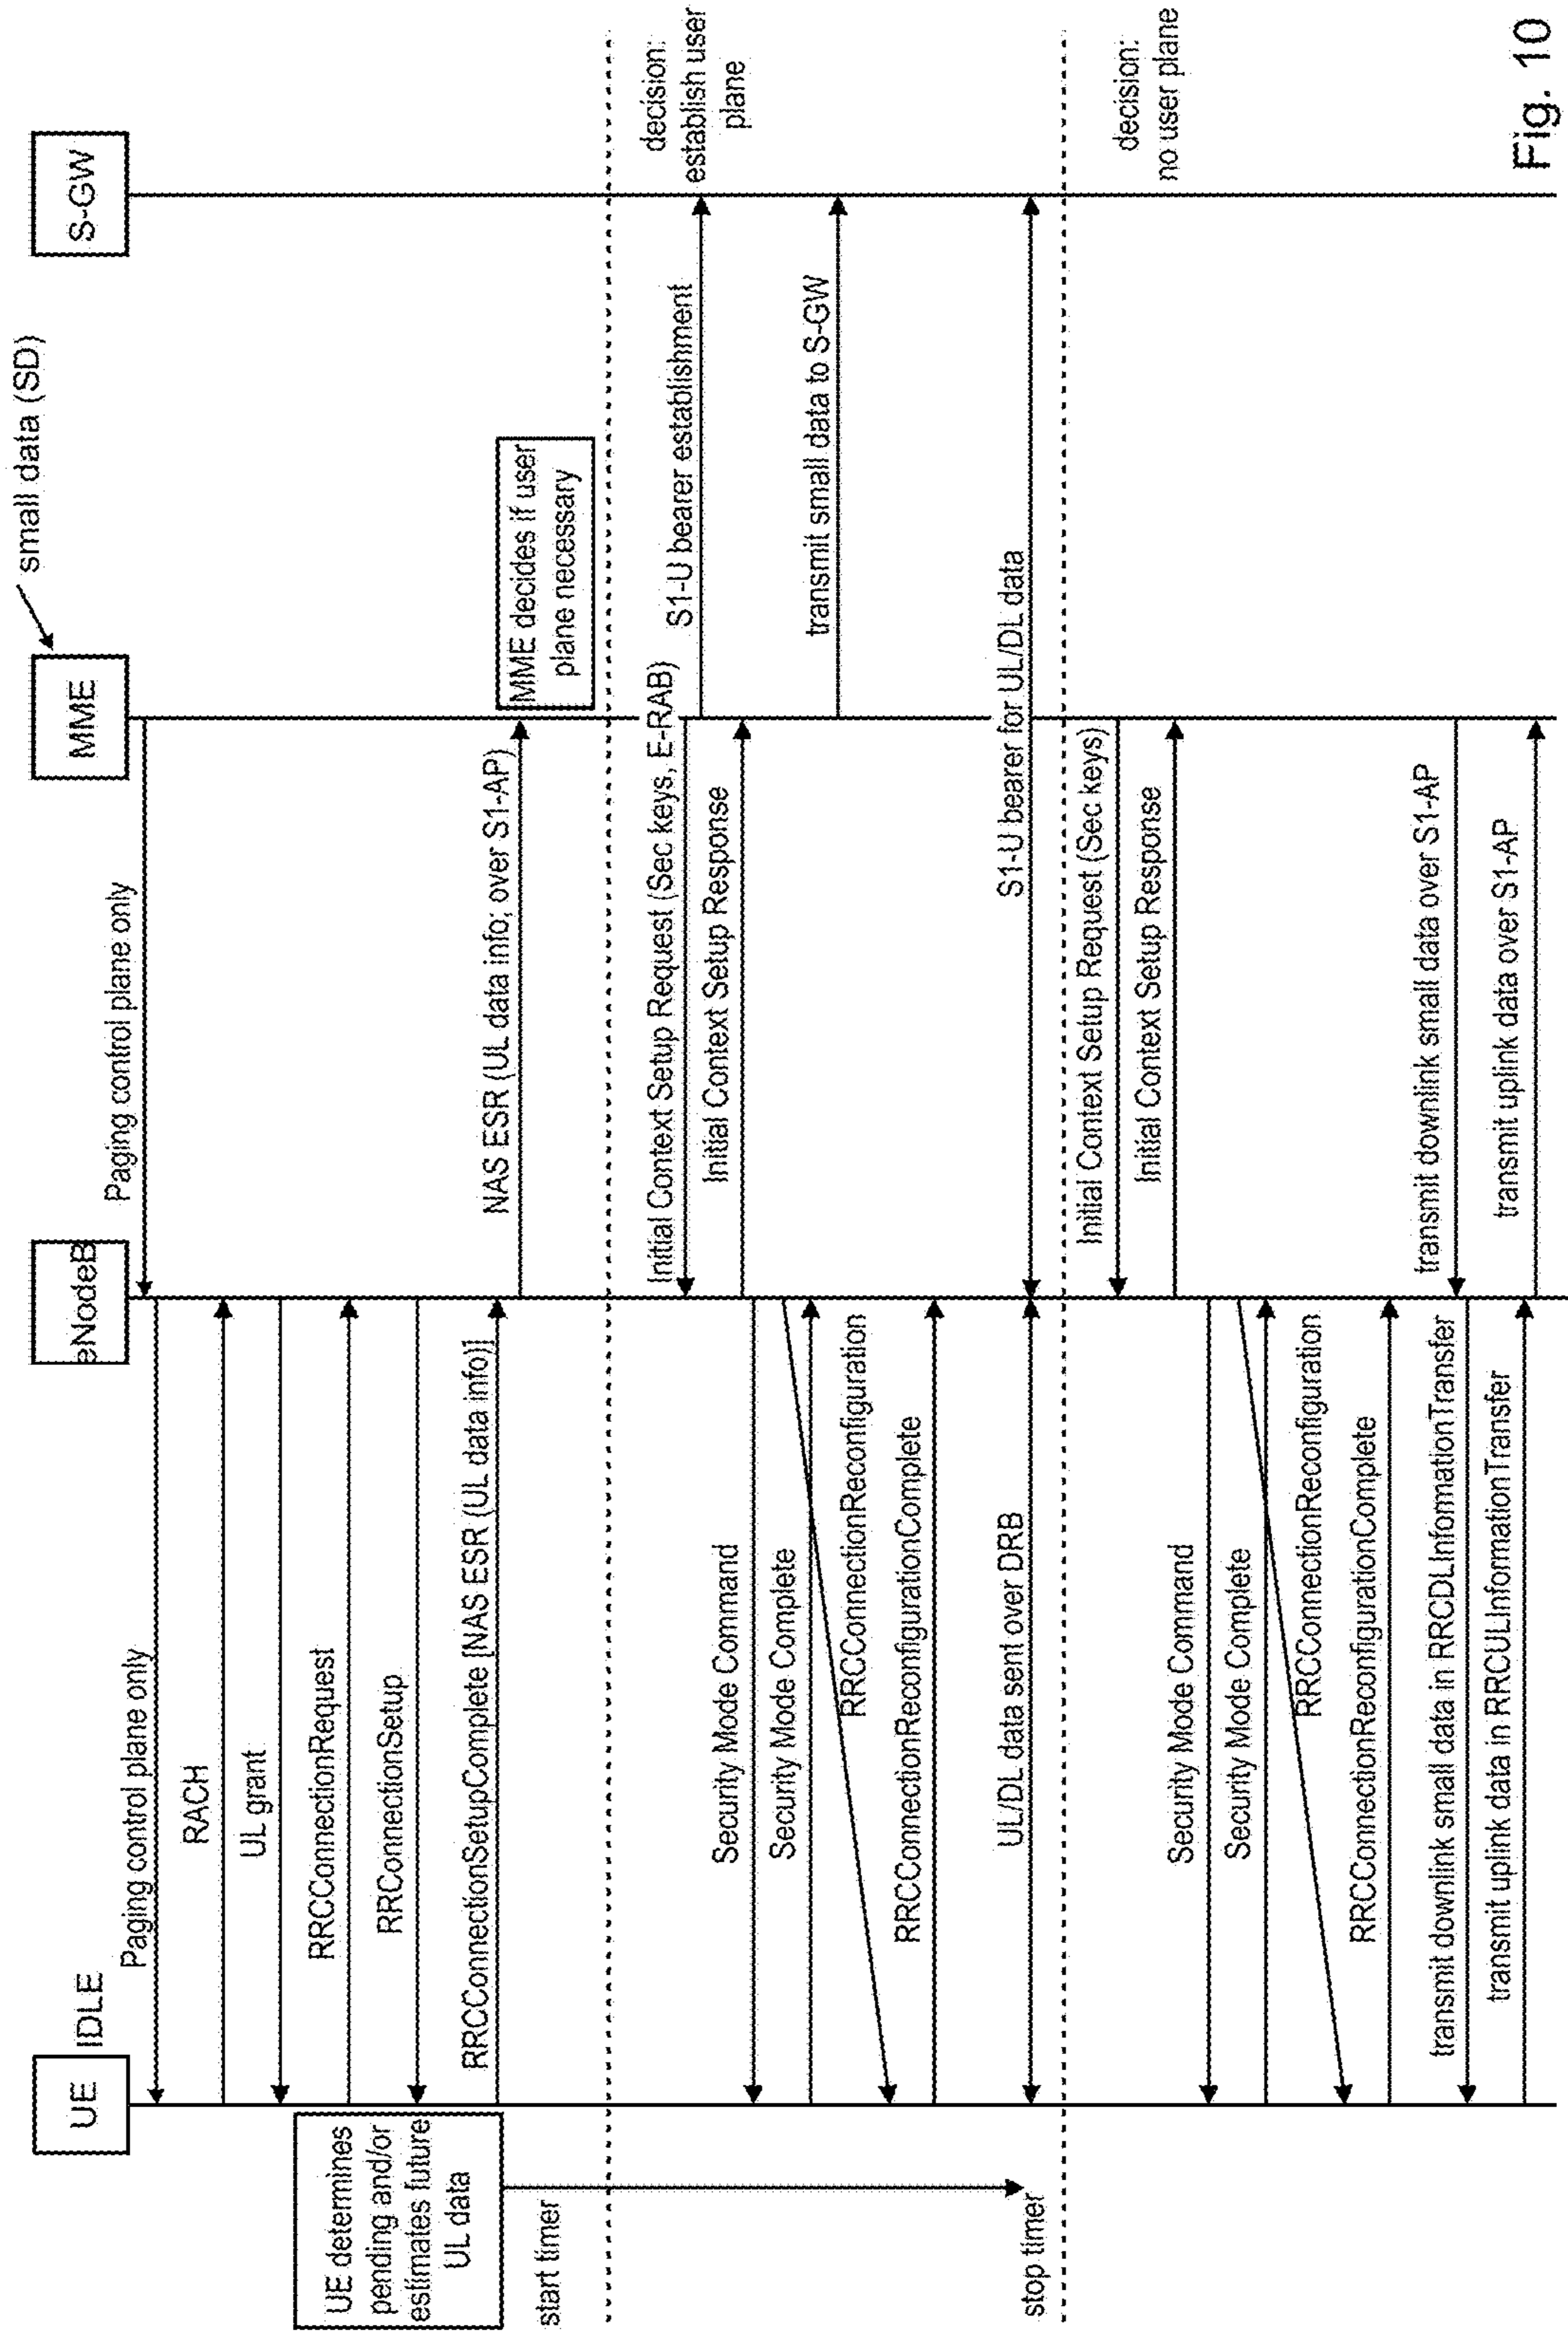 small data (SD)
UE
IDLE
eNodeB
MME
S-GW
Paging control plane only
Paging control plane only
RACH
UL grant
RRCConnectionRequest
UE determines
pending and/or
estimates future
UL data
RRConnectionSetup
RRCConnectionSetupComplete [NAS ESR (UL data info)]
NAS ESR (UL data info; over S1-AP)
MME decides if user
plane necessary
start timer
decision:
establish user
plane
Initial Context Setup Request (Sec keys, E-RAB)
S1-U bearer establishment
Initial Context Setup Response
Security Mode Command
Security Mode Complete
transmit small data to S-GW
RRCConnectionReconfiguration
RRCConnectionReconfigurationComplete
UL/DL data sent over DRB
S1-U bearer for UL/DL data
stop timer
decision:
no user plane
Initial Context Setup Request (Sec keys)
Initial Context Setup Response
Security Mode Command
Security Mode Complete
RRCConnectionReconfiguration
RRCConnectionReconfigurationComplete
transmit downlink small data over S1-AP
transmit downlink small data in RRCDLInformationTransfer
transmit uplink data in RRCULInformationTransfer
transmit uplink data over S1-AP
Fig. 10